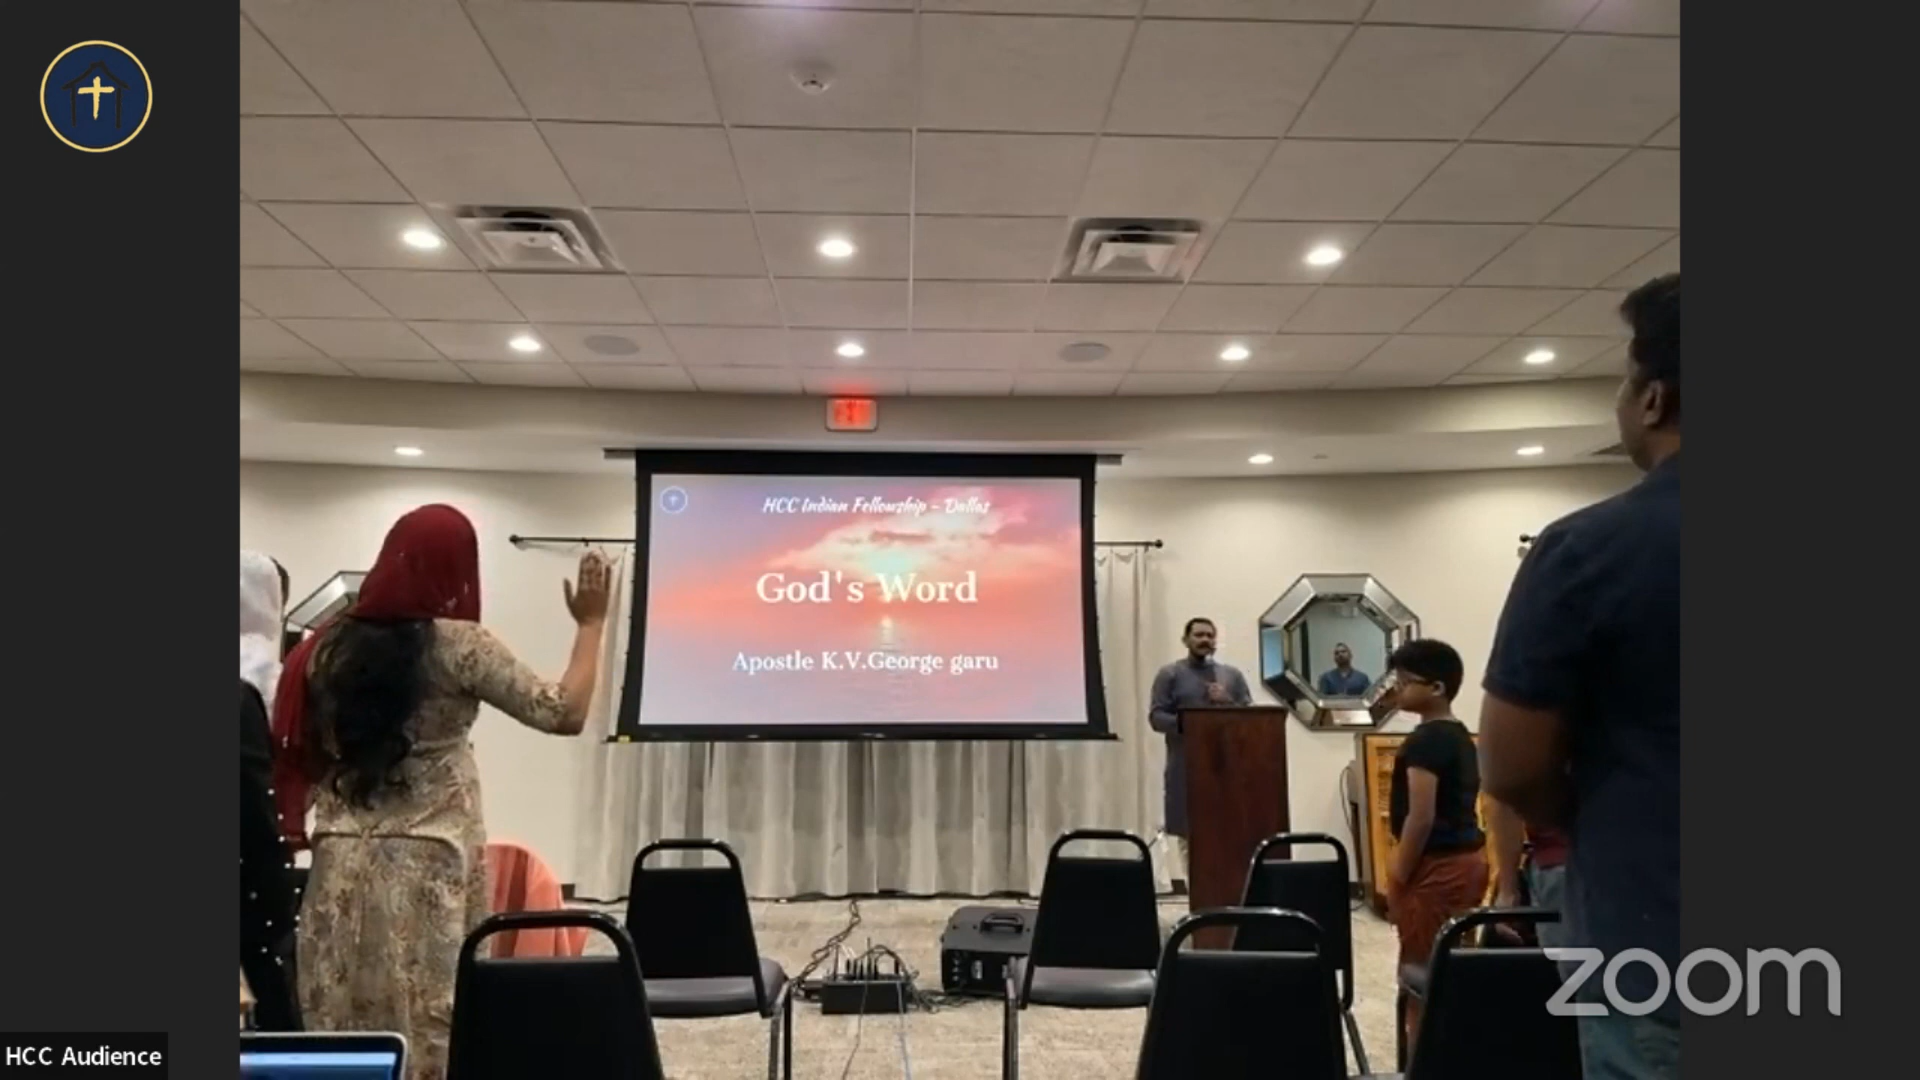 HCC Indian Fellowship - Dallas
God's Word
Apostle K.V.George garu
zoom
HCC Audience